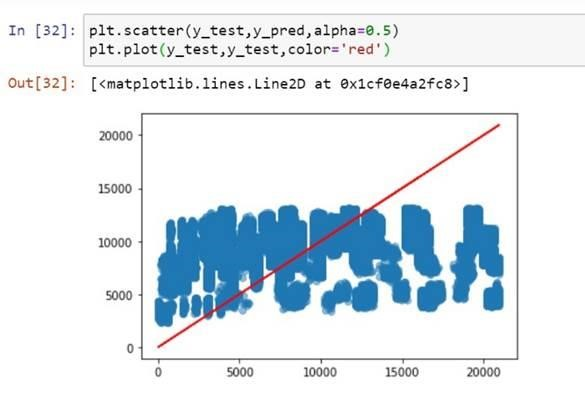 In [32]: plt.scatter(y_test,y_pred,alpha=0.5)
plt.plot(y_test,y_test,color='red')
Out[32]: [<matplotlib.lines.Line2D at 0x1cf0e4a2fc8>]
20000
15000
10000
5000
0
0 5000 10000 15000 20000